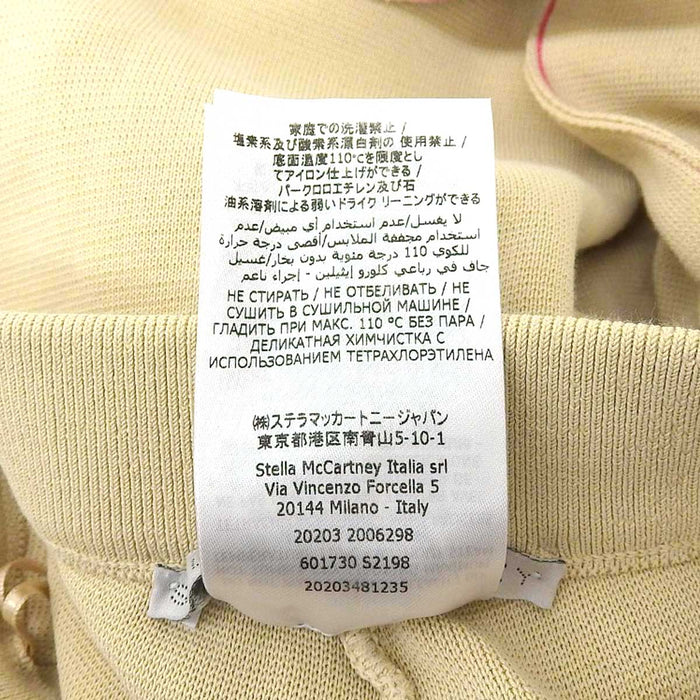 家庭での洗濯禁止 /
塩素系及び酸素系漂白剤の 使用禁止 /
底面温度110℃を限度とし
てアイロン仕上げができる /
パークロロエチレン及び石
油系溶剤による弱いドライク リーニングができる
لا يغسل/عدم استخدام أي مبيض/عدم
استخدام مجففة الملابس/أقصى درجة حرارة
للكوي 110 درجة مئوية بدون بخار/غسيل
جاف في رباعي كلورو إيثيلين - إجراء ناعم
НЕ СТИРАТЬ / НЕ ОТБЕЛИВАТЬ / НЕ
СУШИТЬ В СУШИЛЬНОЙ МАШИНЕ /
ГЛАДИТЬ ПРИ МАКС. 110 ºC БЕЗ ПАРА /
ДЕЛИКАТНАЯ ХИМЧИСТКА С
ИСПОЛЬЗОВАНИЕМ ТЕТРАХЛОРЭТИЛЕНА
㈱ステラマッカートニージャパン
東京都港区南青山5-10-1
Stella McCartney Italia srl
Via Vincenzo Forcella 5
20144 Milano - Italy
20203 2006298
601730 S2198
20203481235